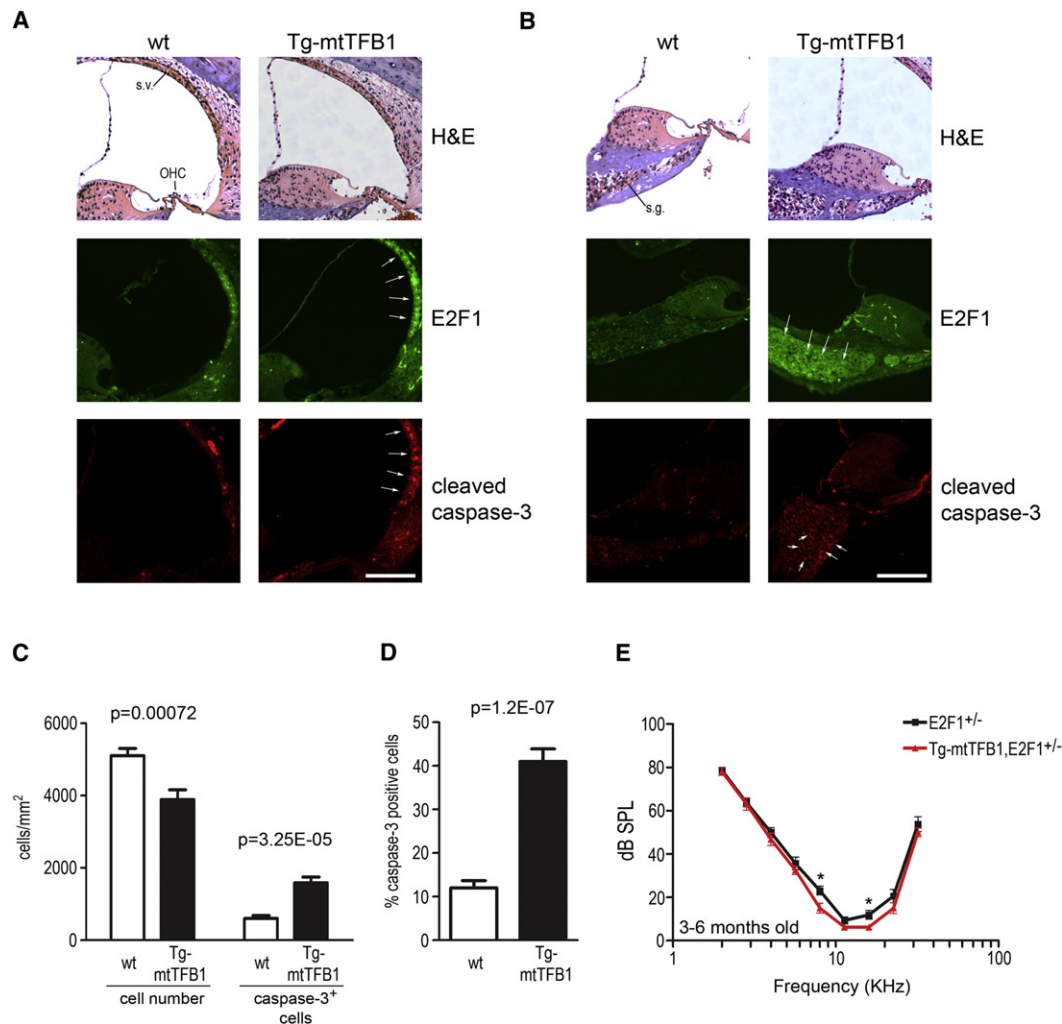 A
wt
Tg-mtTFB1
s.v.
OHC
H&E
E2F1
cleaved
caspase-3
B
wt
Tg-mtTFB1
s.g.
H&E
E2F1
cleaved
caspase-3
C
p=0.00072
p=3.25E-05
cells/mm²
6000
4000
2000
0
wt
Tg-
mtTFB1
wt
Tg-
mtTFB1
cell number
caspase-3⁺
cells
D
p=1.2E-07
% caspase-3 positive cells
50
40
30
20
10
0
wt
Tg-
mtTFB1
E
E2F1⁺/⁻
Tg-mtTFB1,E2F1⁺/⁻
dB SPL
100
80
60
40
20
0
*
*
3-6 months old
1
10
100
Frequency (KHz)